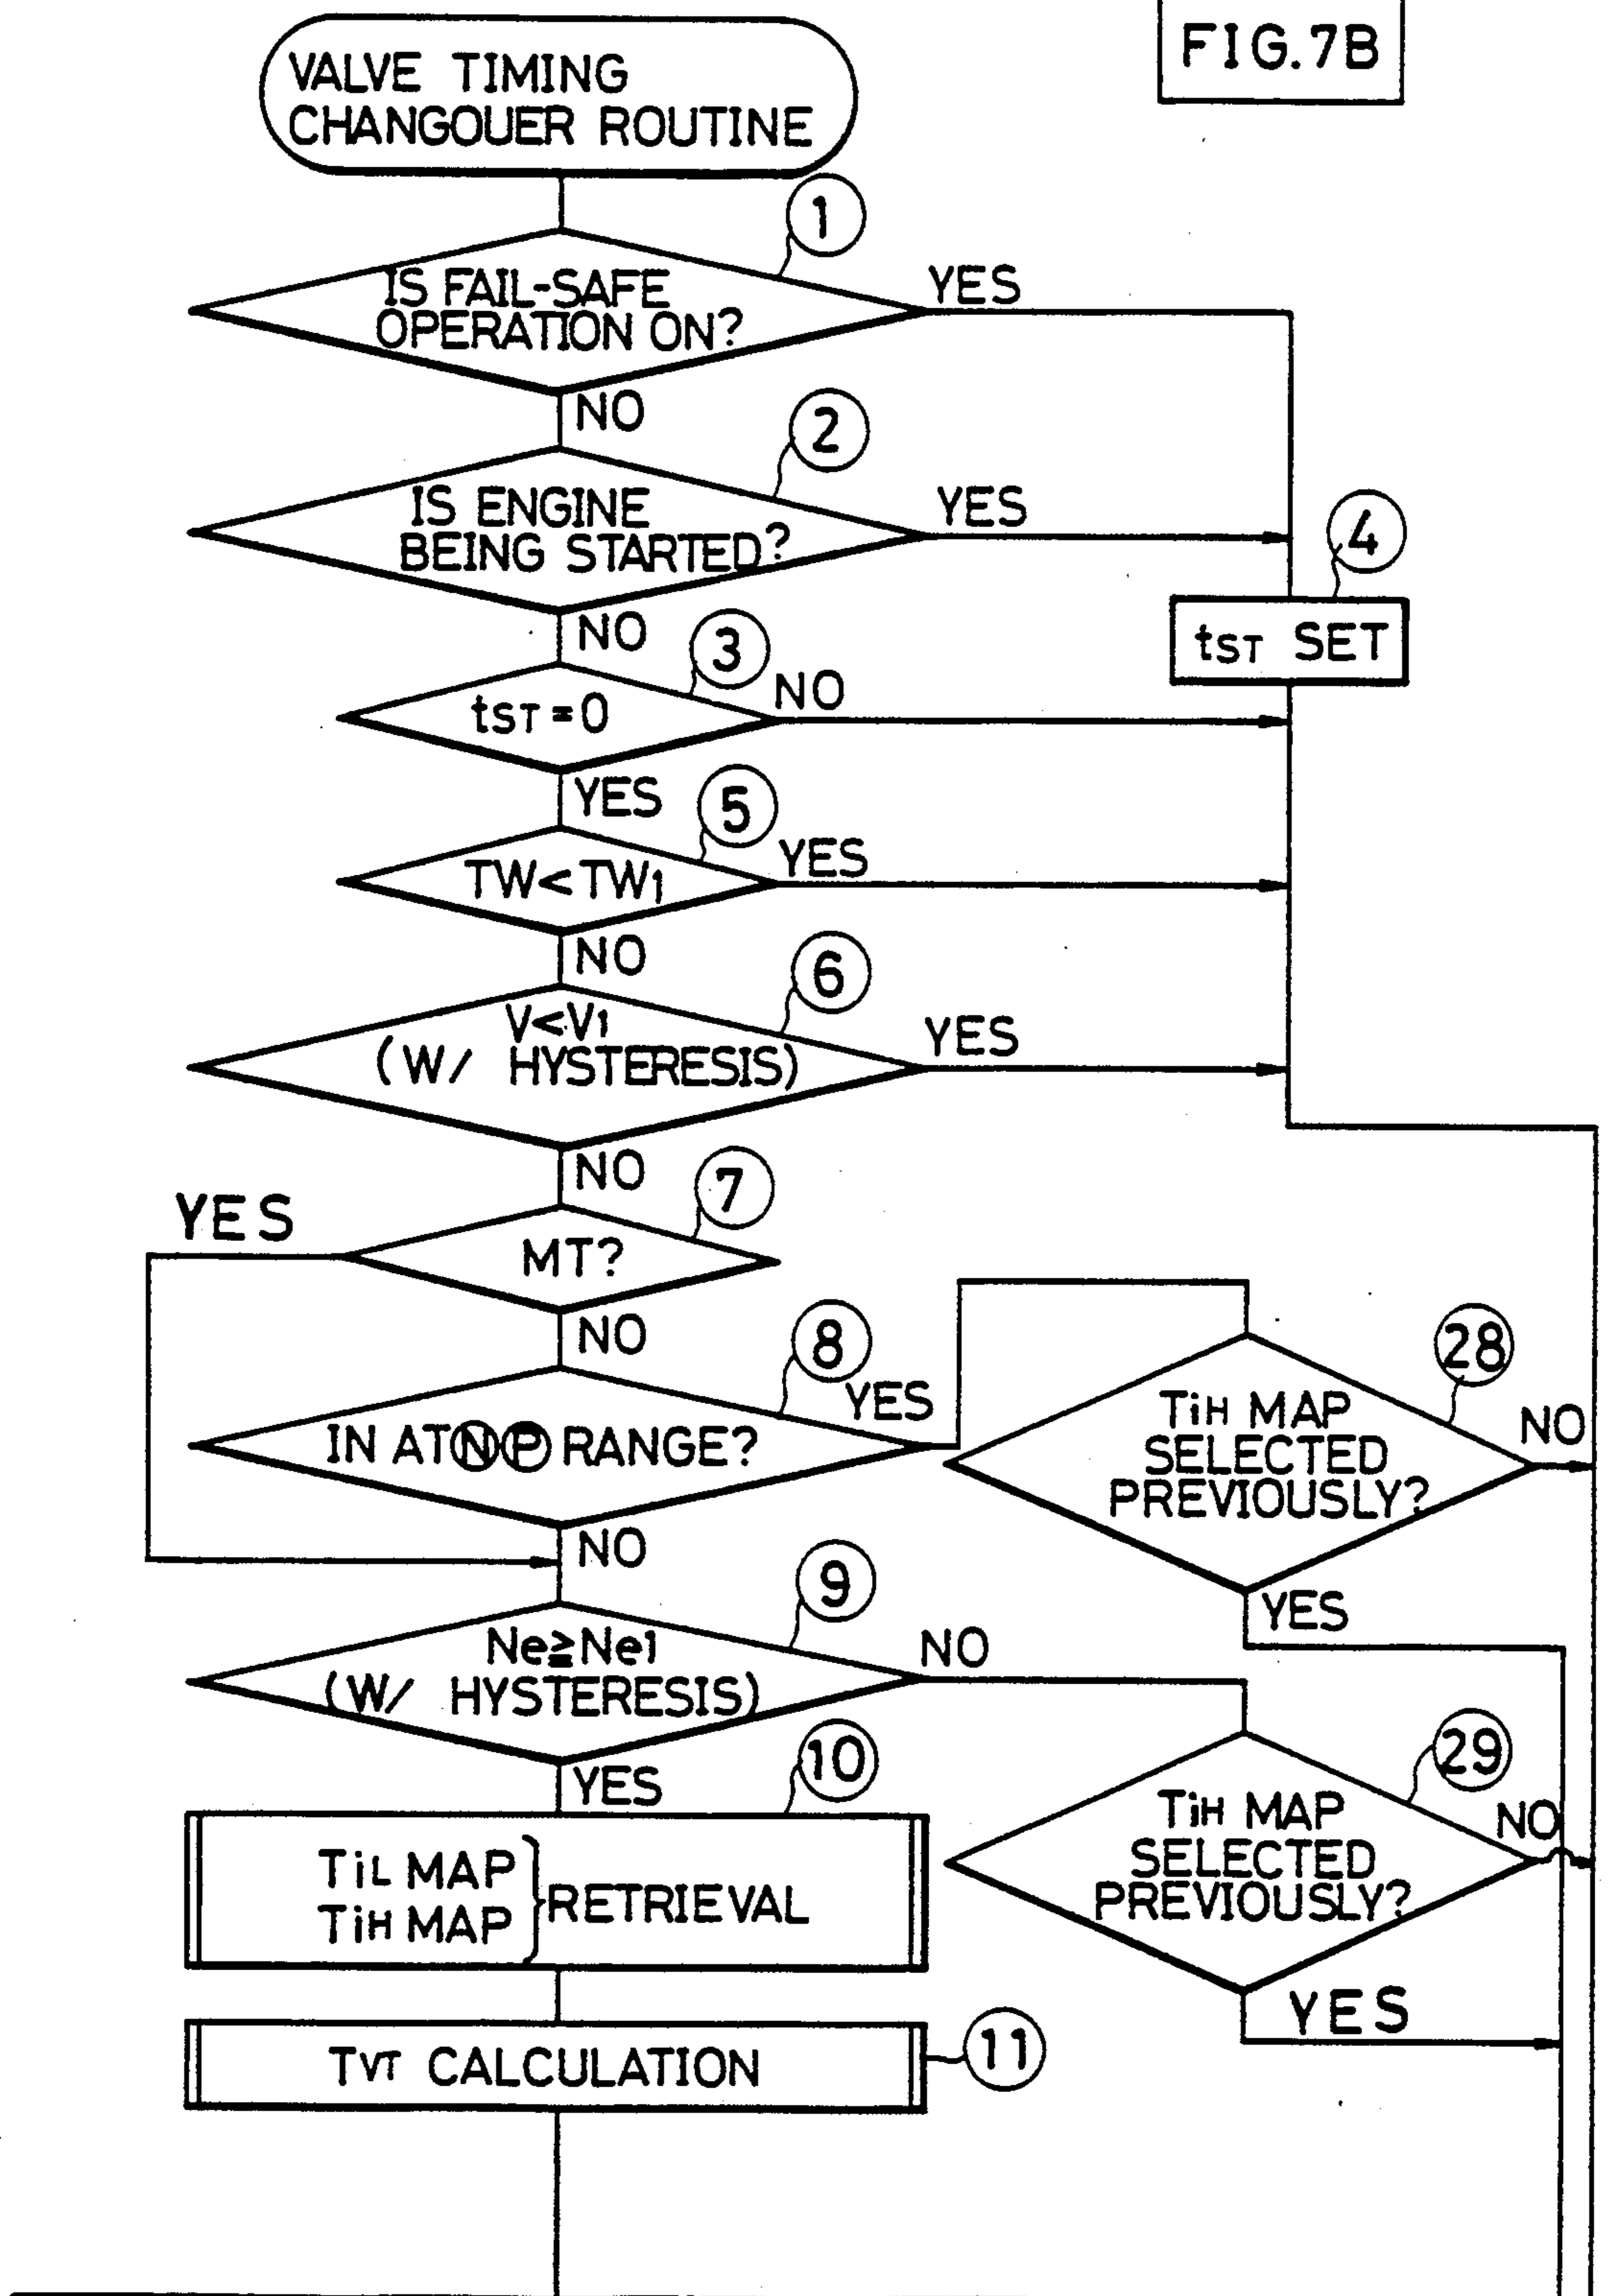 FIG.7B
VALVE TIMING
CHANGOUER ROUTINE
1
IS FAIL-SAFE
OPERATION ON?
YES
NO
2
IS ENGINE
BEING STARTED?
YES
4
tST SET
NO
3
tST=0
NO
YES
5
TW<TW1
YES
NO
6
V<V1
(W/ HYSTERESIS)
YES
NO
7
YES
MT?
NO
8
IN AT Ⓝ Ⓟ RANGE?
YES
28
TiH MAP
SELECTED
PREVIOUSLY?
NO
YES
NO
9
Ne≧Ne1
(W/ HYSTERESIS)
NO
YES
29
TiH MAP
SELECTED
PREVIOUSLY?
NO
YES
10
TiL MAP
TiH MAP
RETRIEVAL
TVT CALCULATION
11